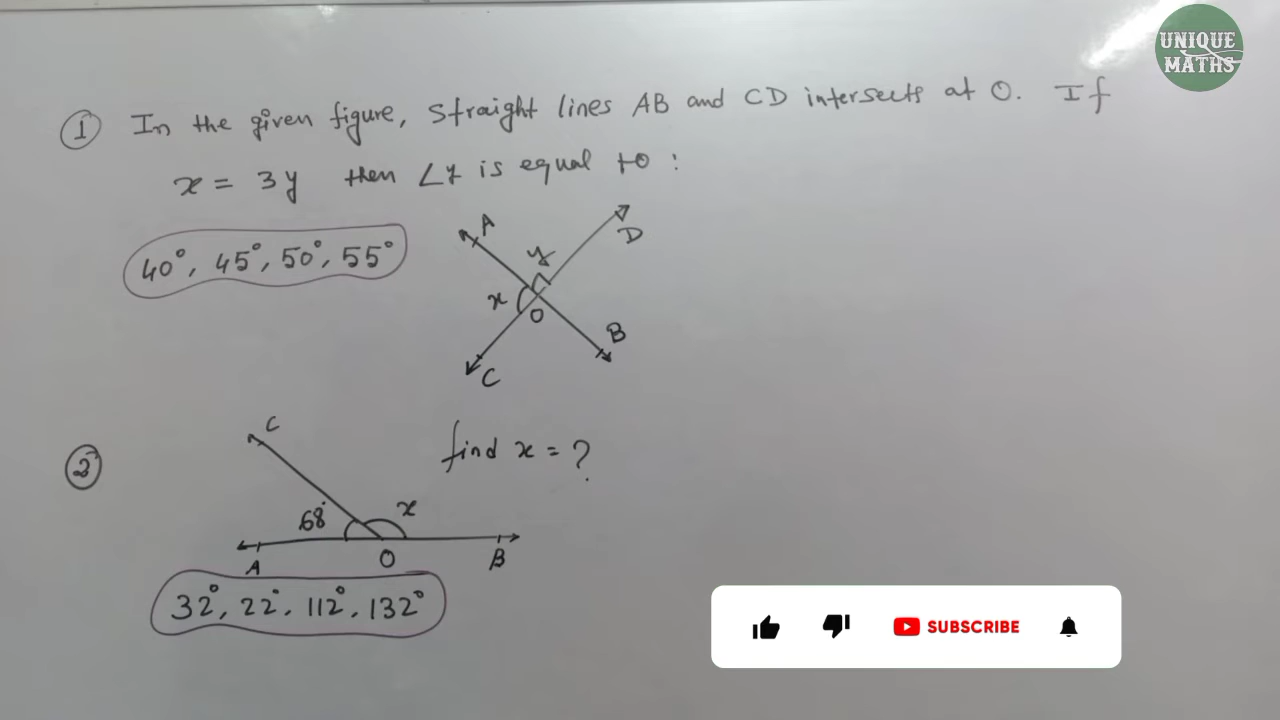 UNIQUE
MATHS
① In the given figure, straight lines AB and CD intersects at O. If
x = 3y then ∠y is equal to :
40°, 45°, 50°, 55°
A
D
y
x
O
B
C
②
C
find x = ?
68°
x
A
O
B
32°, 22°, 112°, 132°
SUBSCRIBE